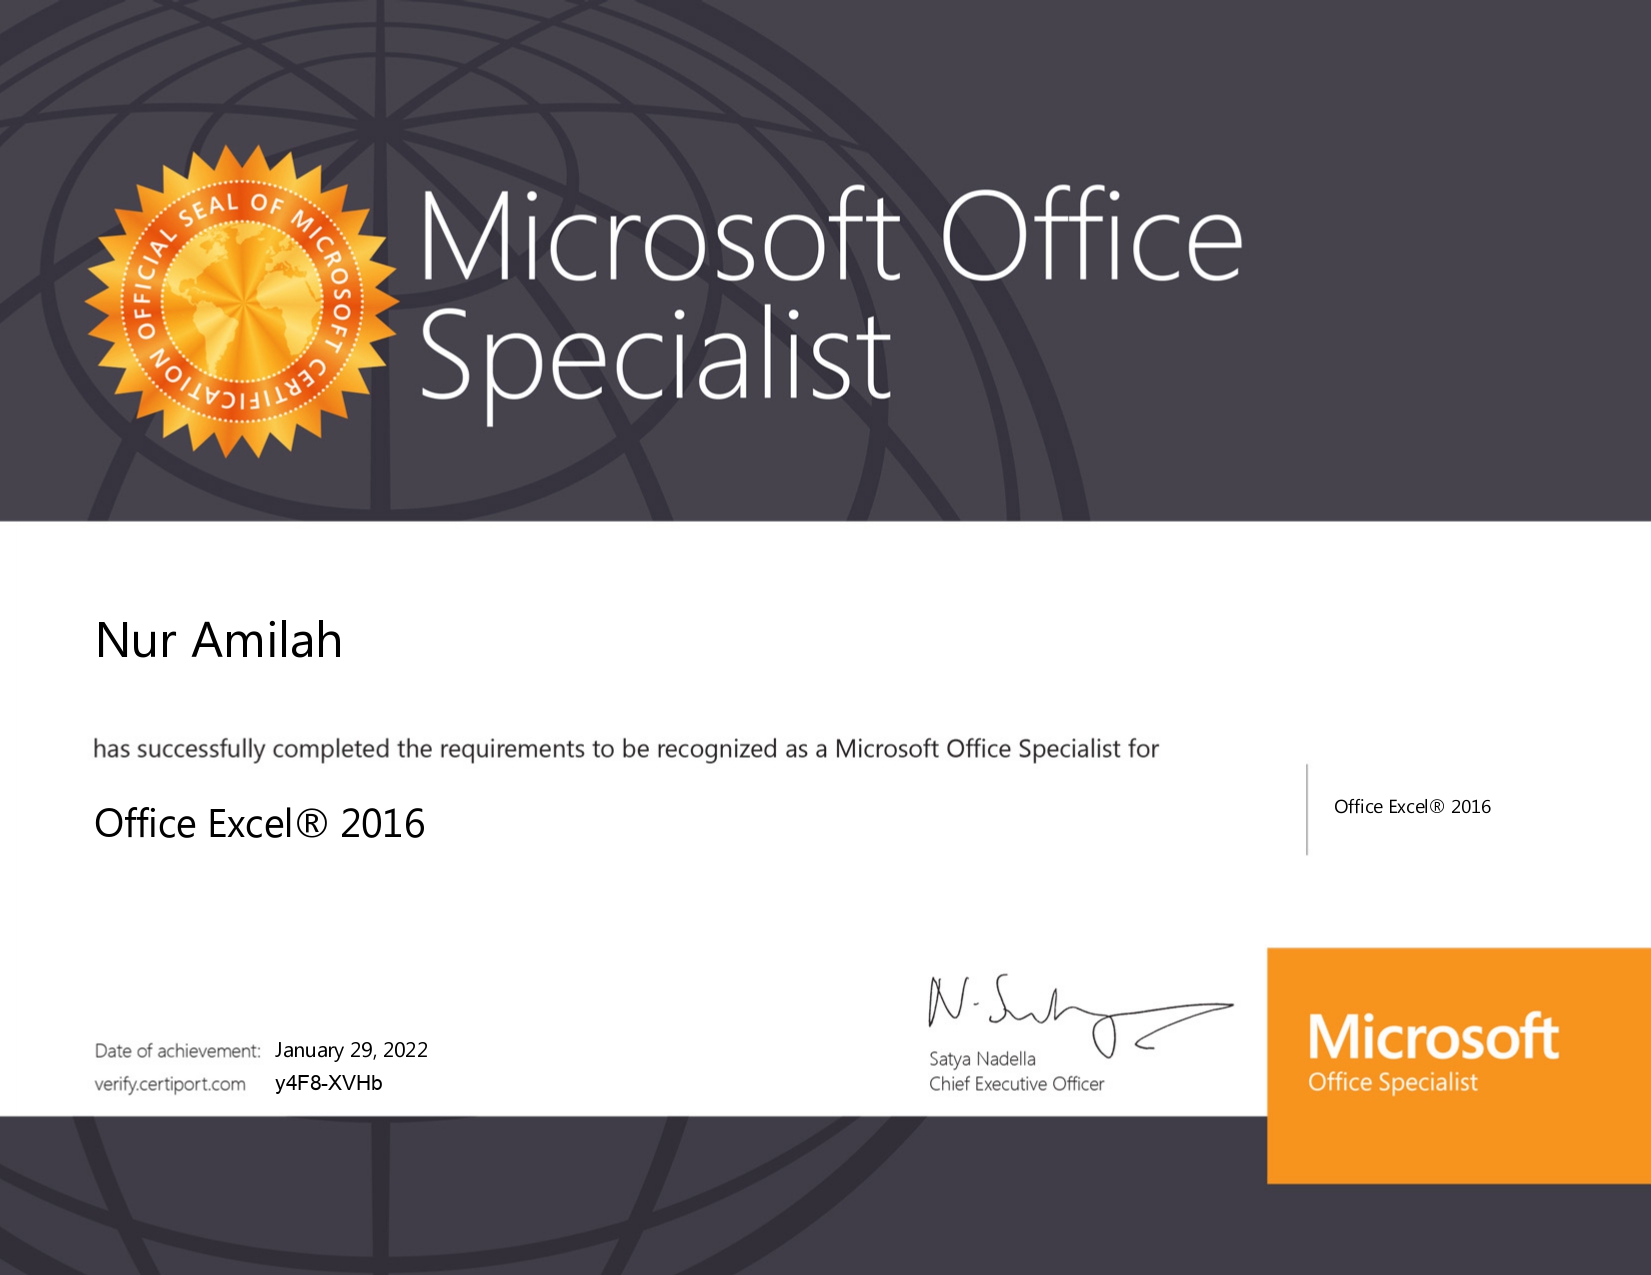 OFFICIAL SEAL OF MICROSOFT CERTIFICATION
Microsoft Office
Specialist
Nur Amilah
has successfully completed the requirements to be recognized as a Microsoft Office Specialist for
Office Excel® 2016
Office Excel® 2016
Date of achievement: January 29, 2022
verify.certiport.com y4F8-XVHb
Satya Nadella
Chief Executive Officer
Microsoft
Office Specialist